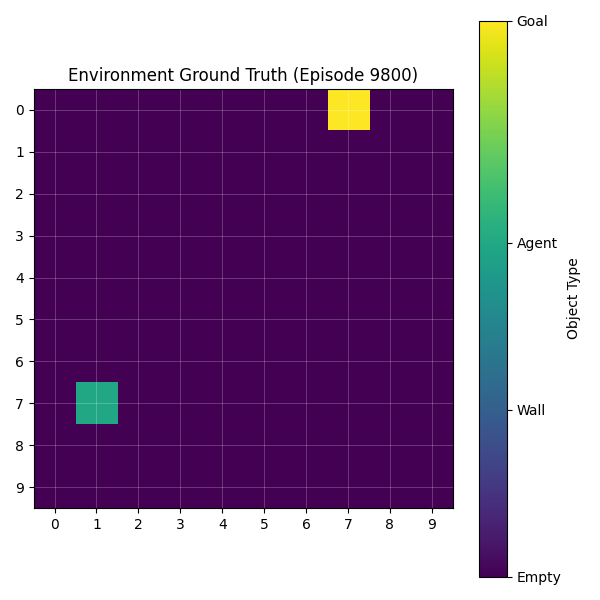 Environment Ground Truth (Episode 9800)
0
1
2
3
4
5
6
7
8
9
0 1 2 3 4 5 6 7 8 9
Goal
Agent
Wall
Empty
Object Type